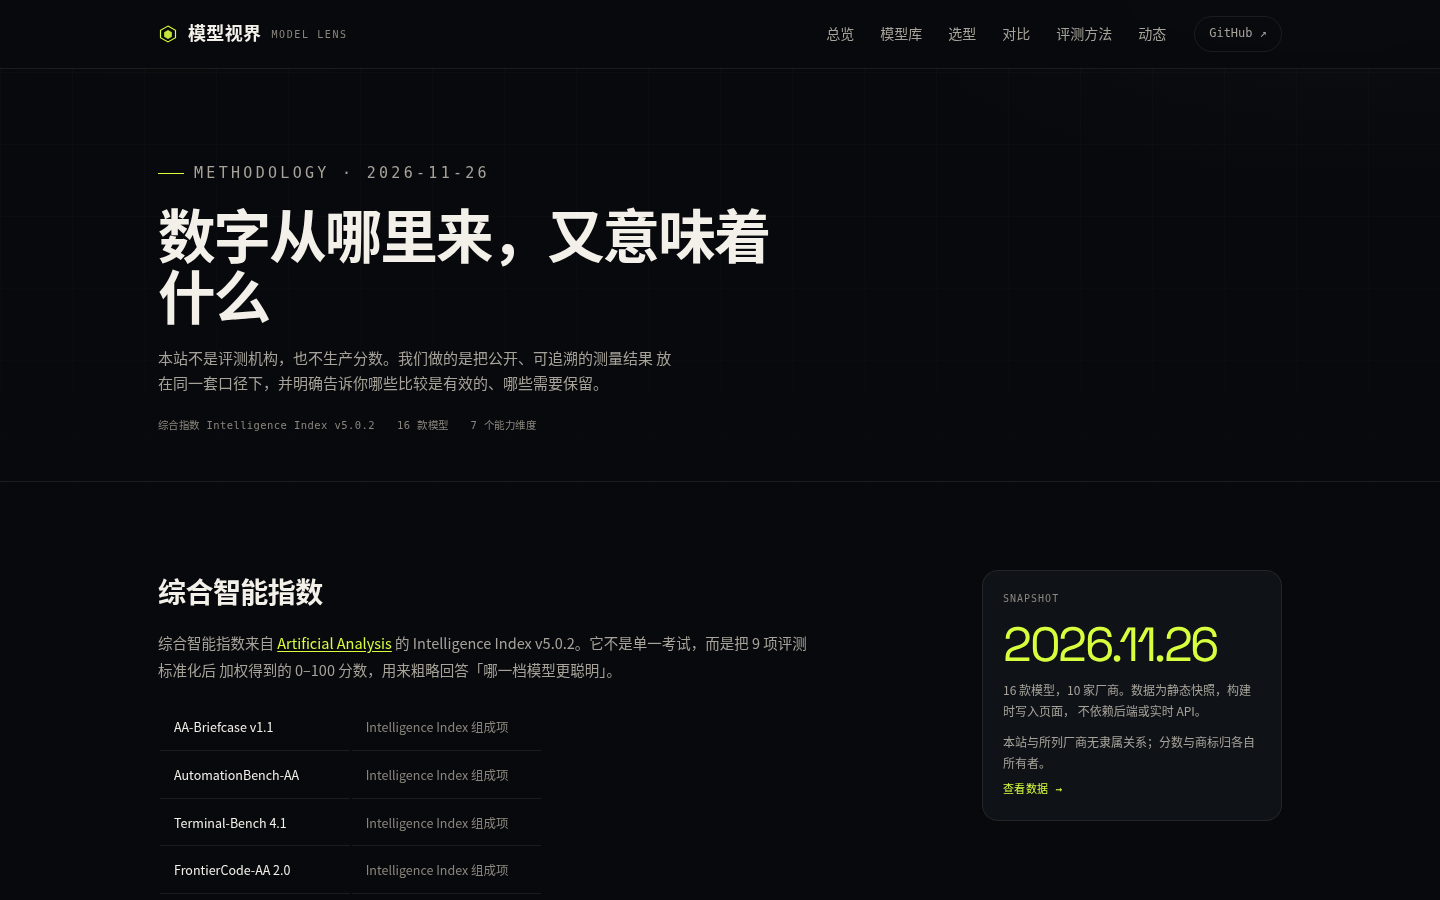 模型视界 MODEL LENS
总览 模型库 选型 对比 评测方法 动态 GitHub ↗
METHODOLOGY · 2026-11-26
数字从哪里来，又意味着
什么
本站不是评测机构，也不生产分数。我们做的是把公开、可追溯的测量结果 放
在同一套口径下，并明确告诉你哪些比较是有效的、哪些需要保留。
综合指数 Intelligence Index v5.0.2 16 款模型 7 个能力维度
综合智能指数
综合智能指数来自 Artificial Analysis 的 Intelligence Index v5.0.2。它不是单一考试，而是把 9 项评测
标准化后 加权得到的 0–100 分数，用来粗略回答「哪一档模型更聪明」。
AA-Briefcase v1.1 Intelligence Index 组成项
AutomationBench-AA Intelligence Index 组成项
Terminal-Bench 4.1 Intelligence Index 组成项
FrontierCode-AA 2.0 Intelligence Index 组成项
SNAPSHOT
2026.11.26
16 款模型，10 家厂商。数据为静态快照，构建
时写入页面， 不依赖后端或实时 API。
本站与所列厂商无隶属关系；分数与商标归各自
所有者。
查看数据 →